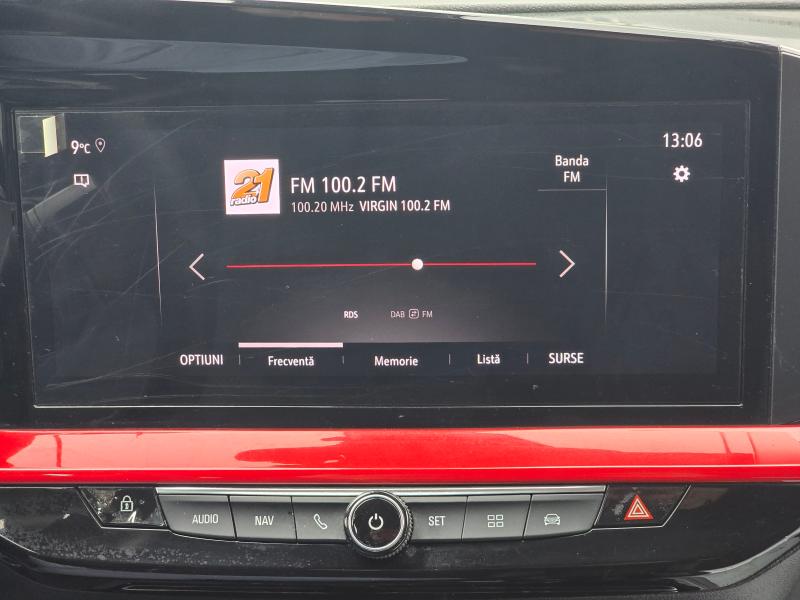 9°C
13:06
21
radio
FM 100.2 FM
100.20 MHz VIRGIN 100.2 FM
Banda
FM
RDS
DAB FM
OPȚIUNI
Frecvență
Memorie
Listă
SURSE
AUDIO
NAV
SET